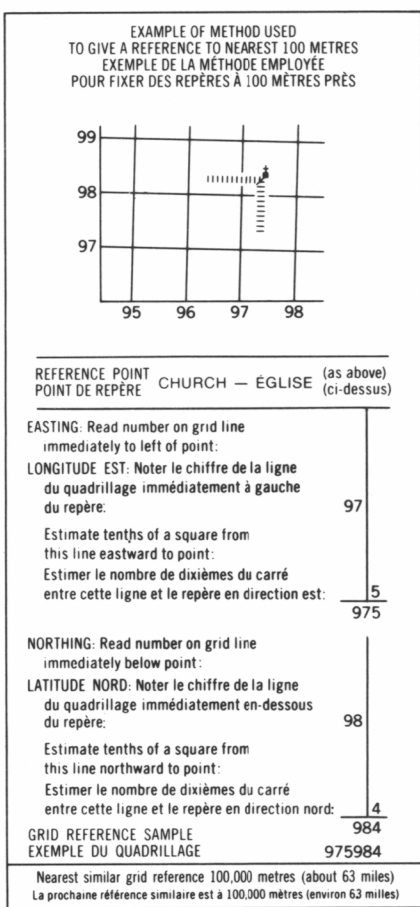 EXAMPLE OF METHOD USED
TO GIVE A REFERENCE TO NEAREST 100 METRES
EXEMPLE DE LA MÉTHODE EMPLOYÉE
POUR FIXER DES REPÈRES À 100 MÈTRES PRÈS
99
98
97
95 96 97 98
REFERENCE POINT
POINT DE REPÈRE
CHURCH — ÉGLISE
(as above)
(ci-dessus)
EASTING: Read number on grid line
immediately to left of point:
LONGITUDE EST: Noter le chiffre de la ligne
du quadrillage immédiatement à gauche
du repère: 97
Estimate tenths of a square from
this line eastward to point:
Estimer le nombre de dixièmes du carré
entre cette ligne et le repère en direction est: 5
975
NORTHING: Read number on grid line
immediately below point:
LATITUDE NORD: Noter le chiffre de la ligne
du quadrillage immédiatement en-dessous
du repère: 98
Estimate tenths of a square from
this line northward to point:
Estimer le nombre de dixièmes du carré
entre cette ligne et le repère en direction nord: 4
984
GRID REFERENCE SAMPLE
EXEMPLE DU QUADRILLAGE 975984
Nearest similar grid reference 100,000 metres (about 63 miles)
La prochaine référence similaire est à 100,000 mètres (environ 63 milles)